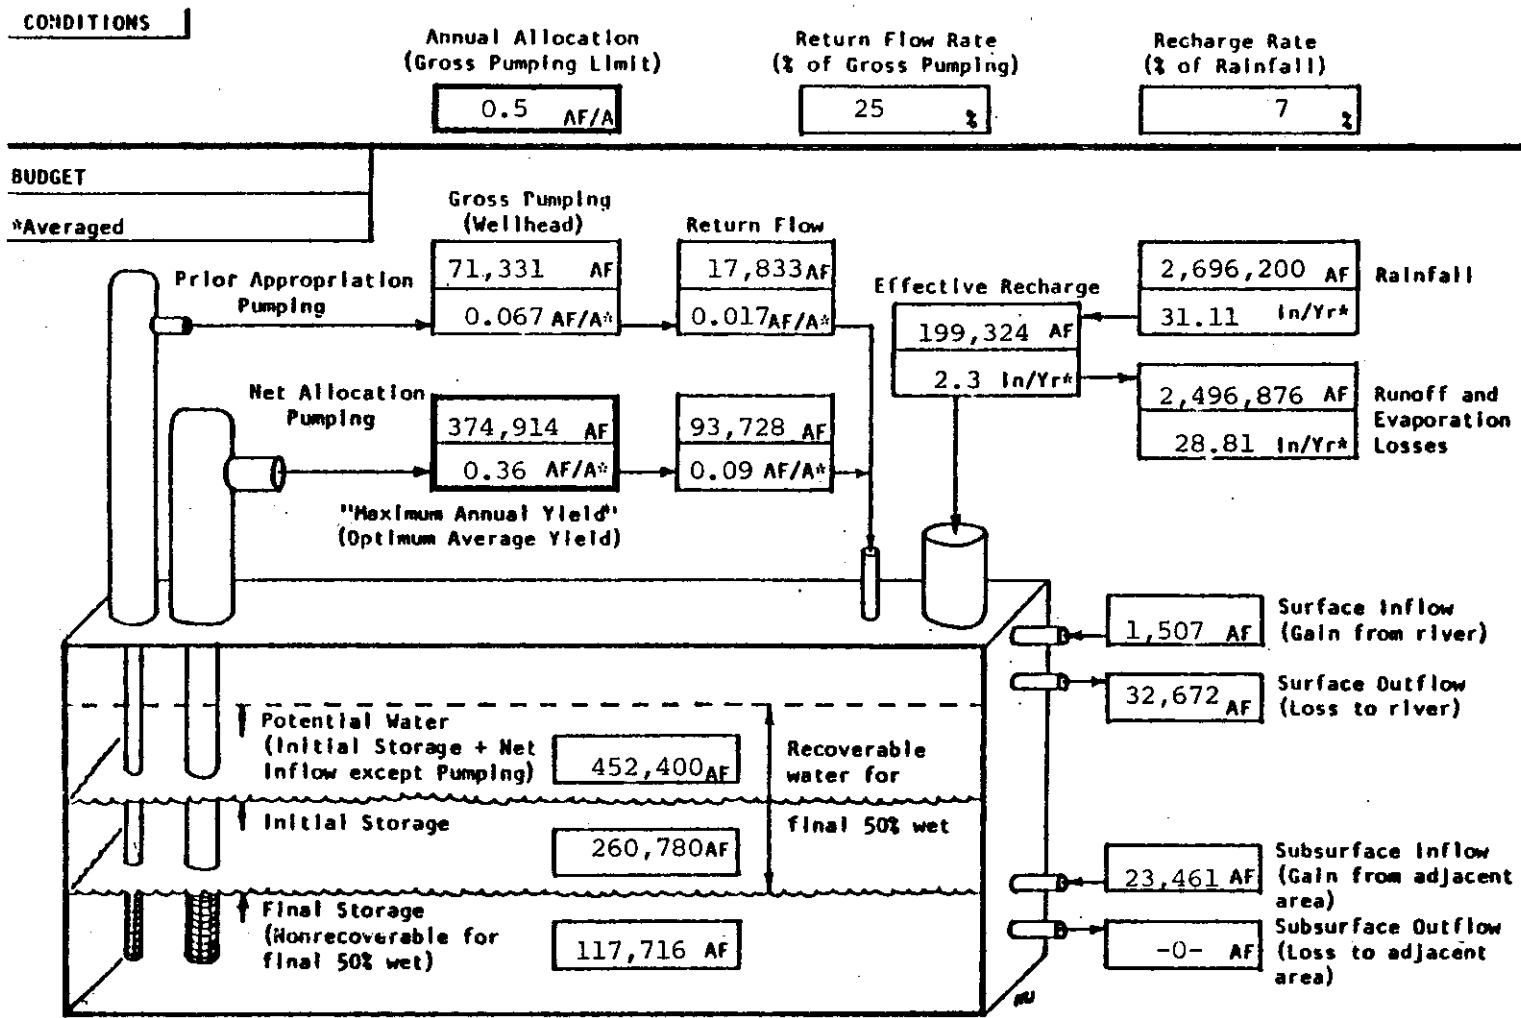 CONDITIONS
Annual Allocation
(Gross Pumping Limit)
0.5 AF/A
Return Flow Rate
(% of Gross Pumping)
25 %
Recharge Rate
(% of Rainfall)
7 %
BUDGET
*Averaged
Gross Pumping
(Wellhead)
Return Flow
Prior Appropriation
Pumping
71,331 AF
0.067 AF/A*
17,833 AF
0.017 AF/A*
Effective Recharge
199,324 AF
2.3 In/Yr*
2,696,200 AF
31.11 In/Yr*
Rainfall
2,496,876 AF
28.81 In/Yr*
Runoff and
Evaporation
Losses
Net Allocation
Pumping
374,914 AF
0.36 AF/A*
93,728 AF
0.09 AF/A*
"Maximum Annual Yield"
(Optimum Average Yield)
1,507 AF
Surface Inflow
(Gain from river)
32,672 AF
Surface Outflow
(Loss to river)
Potential Water
(Initial Storage + Net
Inflow except Pumping)
452,400 AF
Recoverable
water for
final 50% wet
Initial Storage
260,780 AF
Final Storage
(Nonrecoverable for
final 50% wet)
117,716 AF
23,461 AF
Subsurface Inflow
(Gain from adjacent
area)
-0- AF
Subsurface Outflow
(Loss to adjacent
area)